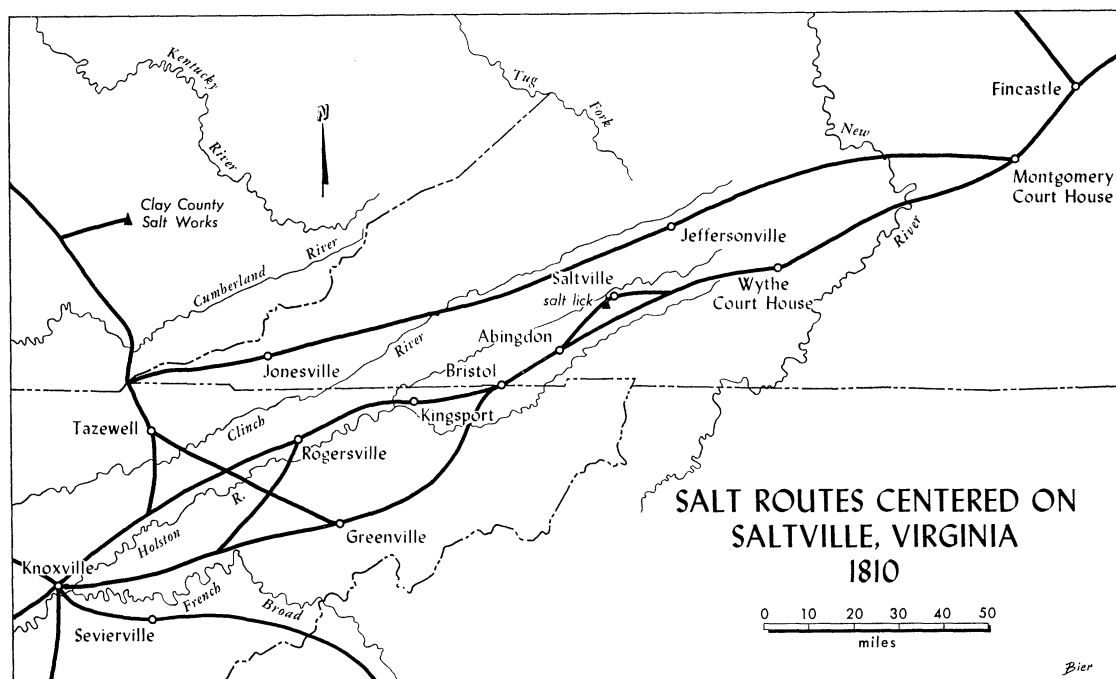 Kentucky
River
Tug
Fork
N
New
River
Fincastle
Montgomery
Court House
Clay County
Salt Works
Cumberland
River
Jeffersonville
Saltville
salt lick
Wythe
Court House
River
Abingdon
Jonesville
Bristol
Kingsport
Tazewell
Clinch
Rogersville
Holston
R.
Greenville
Knoxville
French
Broad
Sevierville
SALT ROUTES CENTERED ON
SALTVILLE, VIRGINIA
1810
0 10 20 30 40 50
miles
Bier